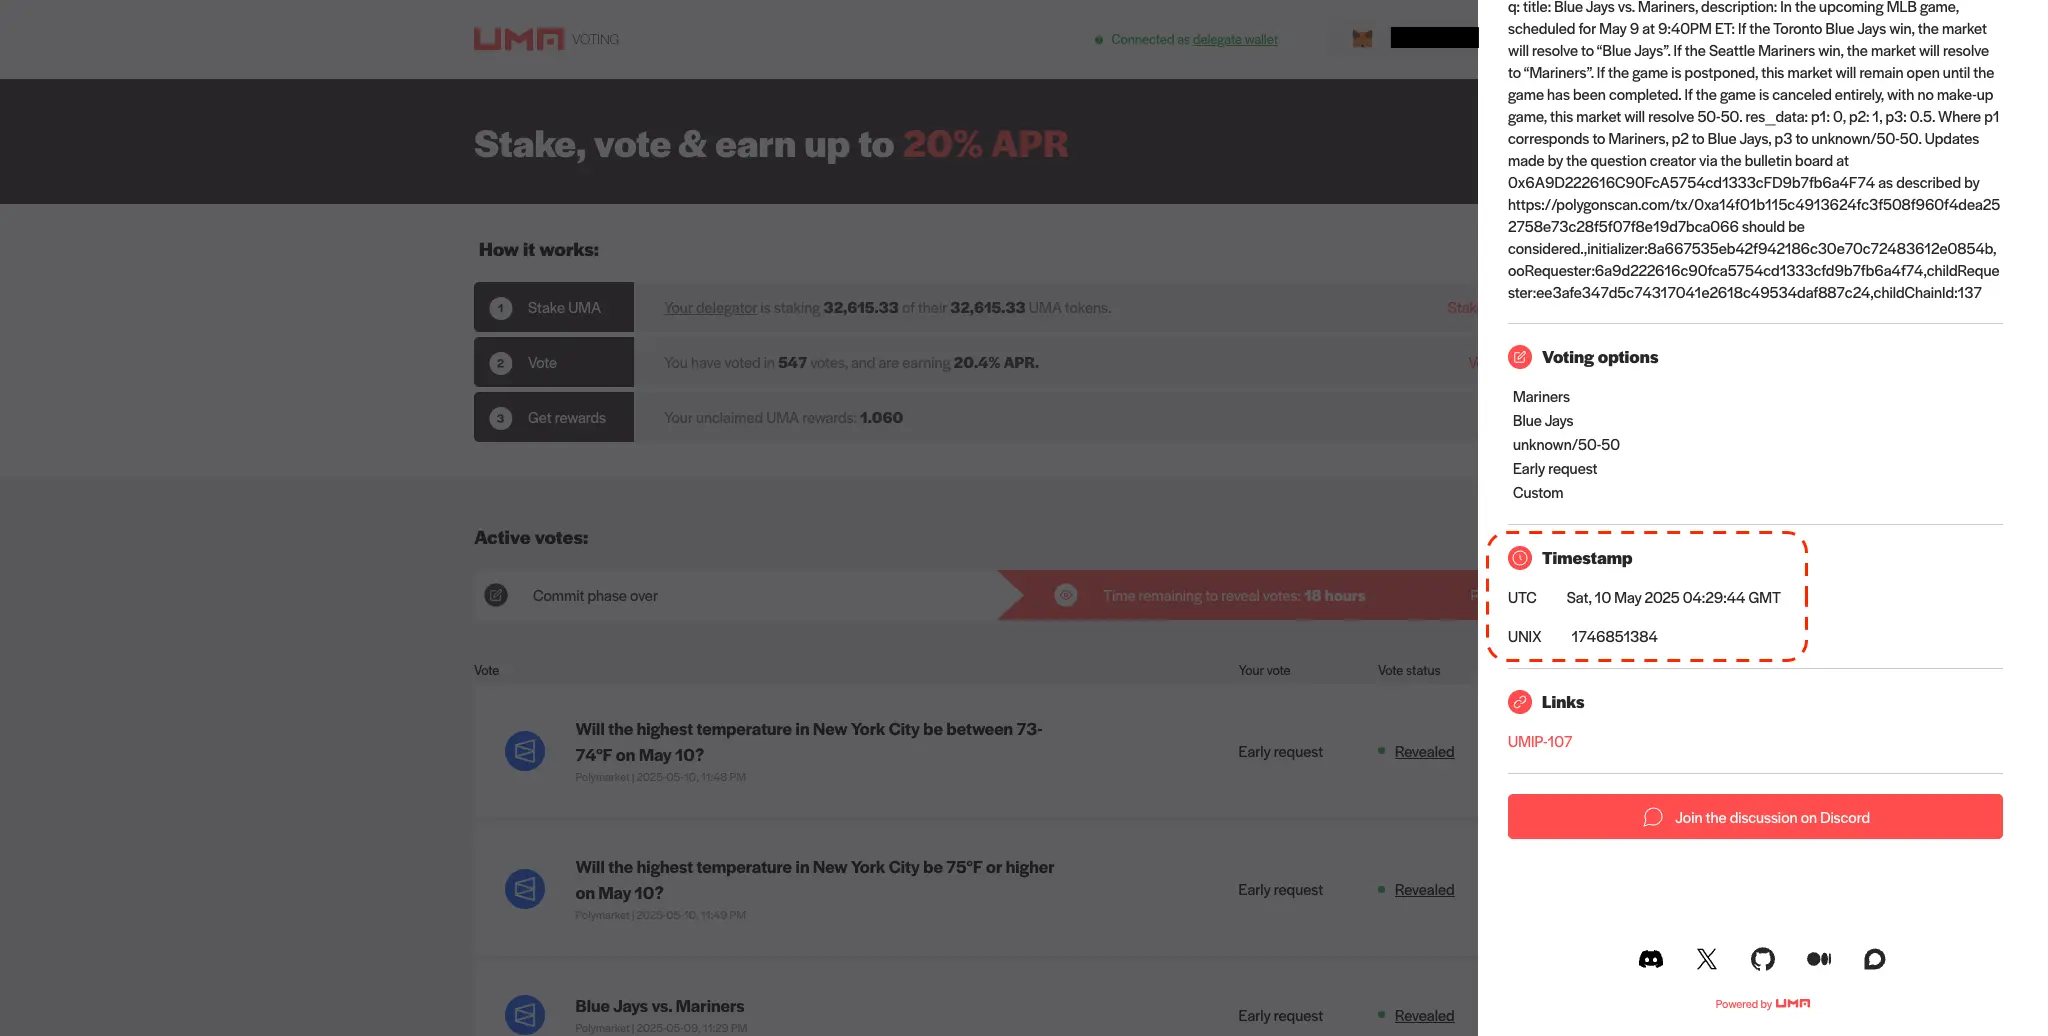 UMA VOTING
Connected as delegate wallet
Stake, vote & earn up to 20% APR
How it works:
1 Stake UMA
Your delegator is staking 32,615.33 of their 32,615.33 UMA tokens.
Stak
2 Vote
You have voted in 547 votes, and are earning 20.4% APR.
V
3 Get rewards
Your unclaimed UMA rewards: 1.060
Active votes:
Commit phase over
Time remaining to reveal votes: 18 hours
R
Vote Your vote Vote status
Will the highest temperature in New York City be between 73-
74°F on May 10?
Polymarket | 2025-05-10, 11:48 PM
Early request
Revealed
Will the highest temperature in New York City be 75°F or higher
on May 10?
Polymarket | 2025-05-10, 11:49 PM
Early request
Revealed
Blue Jays vs. Mariners
Polymarket | 2025-05-09, 11:29 PM
Early request
Revealed
q: title: Blue Jays vs. Mariners, description: In the upcoming MLB game,
scheduled for May 9 at 9:40PM ET: If the Toronto Blue Jays win, the market
will resolve to “Blue Jays”. If the Seattle Mariners win, the market will resolve
to “Mariners”. If the game is postponed, this market will remain open until the
game has been completed. If the game is canceled entirely, with no make-up
game, this market will resolve 50-50. res_data: p1: 0, p2: 1, p3: 0.5. Where p1
corresponds to Mariners, p2 to Blue Jays, p3 to unknown/50-50. Updates
made by the question creator via the bulletin board at
0x6A9D222616C90FcA5754cd1333cFD9b7fb6a4F74 as described by
https://polygonscan.com/tx/0xa14f01b115c4913624fc3f508f960f4dea25
2758e73c28f5f07f8e19d7bca066 should be
considered.,initializer:8a667535eb42f942186c30e70c72483612e0854b,
ooRequester:6a9d222616c90fca5754cd1333cfd9b7fb6a4f74,childReque
ster:ee3afe347d5c74317041e2618c49534daf887c24,childChainId:137
Voting options
Mariners
Blue Jays
unknown/50-50
Early request
Custom
Timestamp
UTC Sat, 10 May 2025 04:29:44 GMT
UNIX 1746851384
Links
UMIP-107
Join the discussion on Discord
Powered by UMA